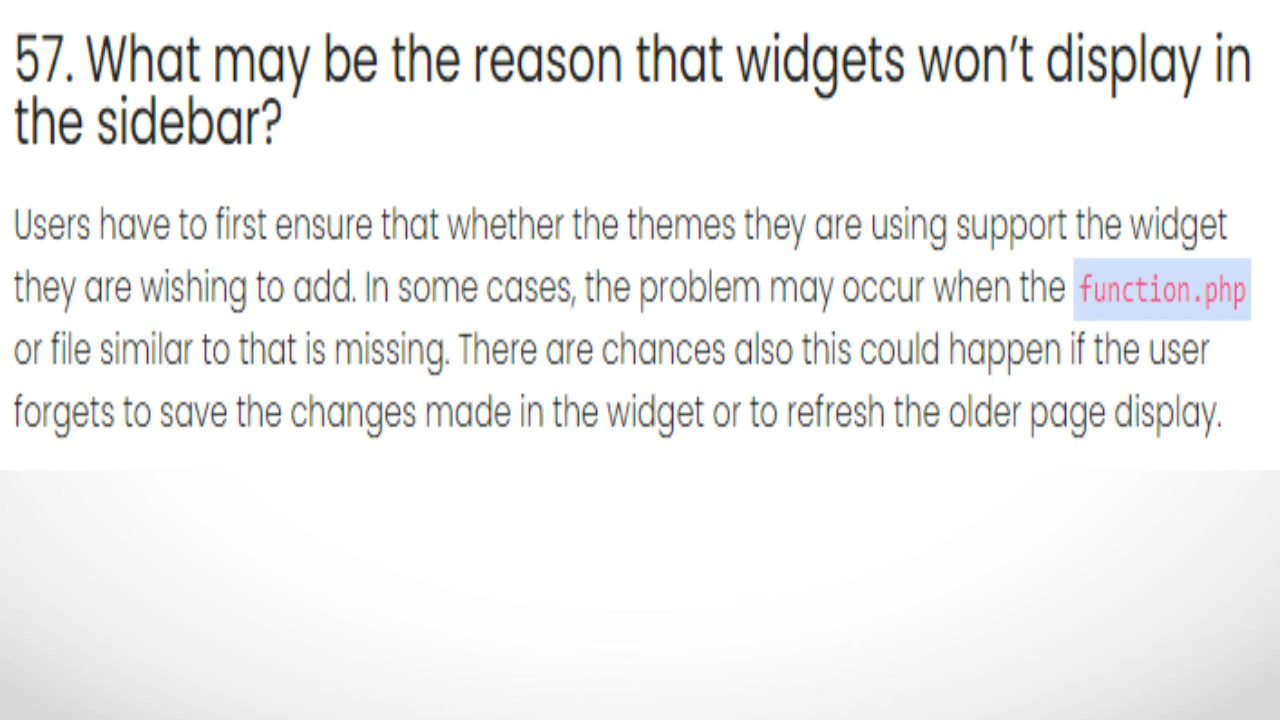 57. What may be the reason that widgets won’t display in
the sidebar?
Users have to first ensure that whether the themes they are using support the widget
they are wishing to add. In some cases, the problem may occur when the function.php
or file similar to that is missing. There are chances also this could happen if the user
forgets to save the changes made in the widget or to refresh the older page display.